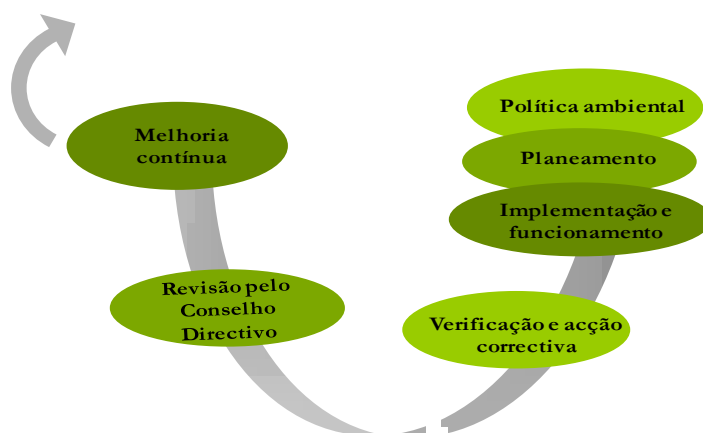 Política ambiental
Planeamento
Implementação e
funcionamento
Verificação e acção
correctiva
Revisão pelo
Conselho
Directivo
Melhoria
contínua